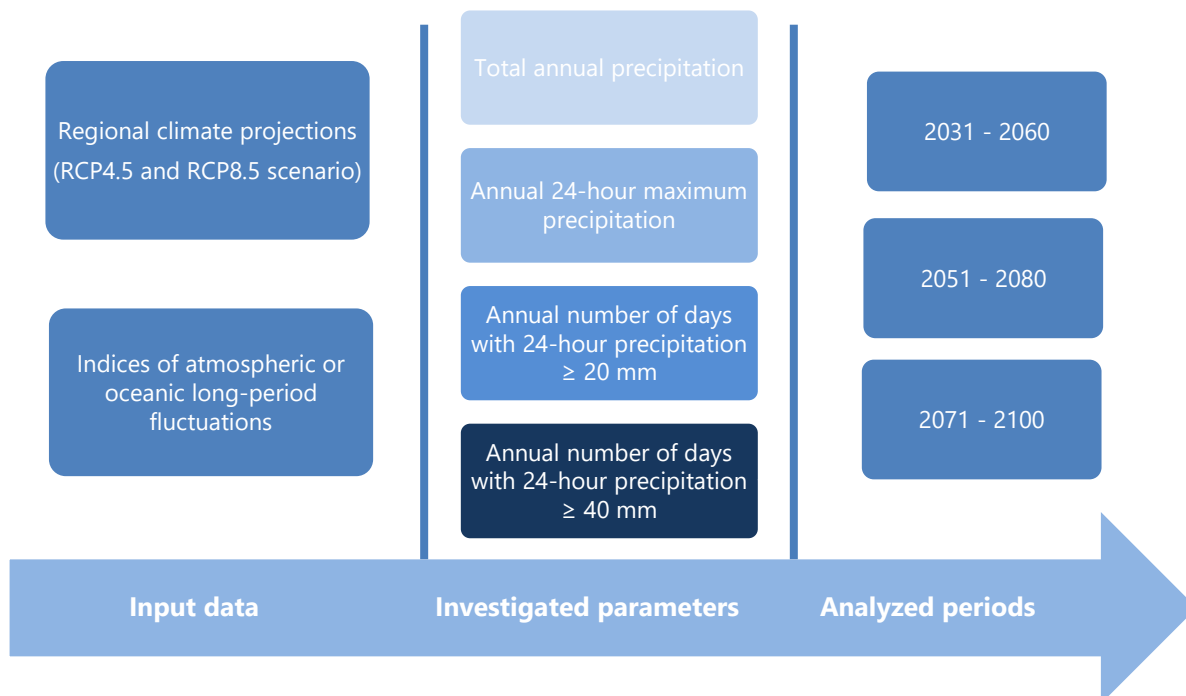 Regional climate projections
(RCP4.5 and RCP8.5 scenario)
Indices of atmospheric or
oceanic long-period
fluctuations
Total annual precipitation
Annual 24-hour maximum
precipitation
Annual number of days
with 24-hour precipitation
≥ 20 mm
Annual number of days
with 24-hour precipitation
≥ 40 mm
2031 - 2060
2051 - 2080
2071 - 2100
Input data
Investigated parameters
Analyzed periods